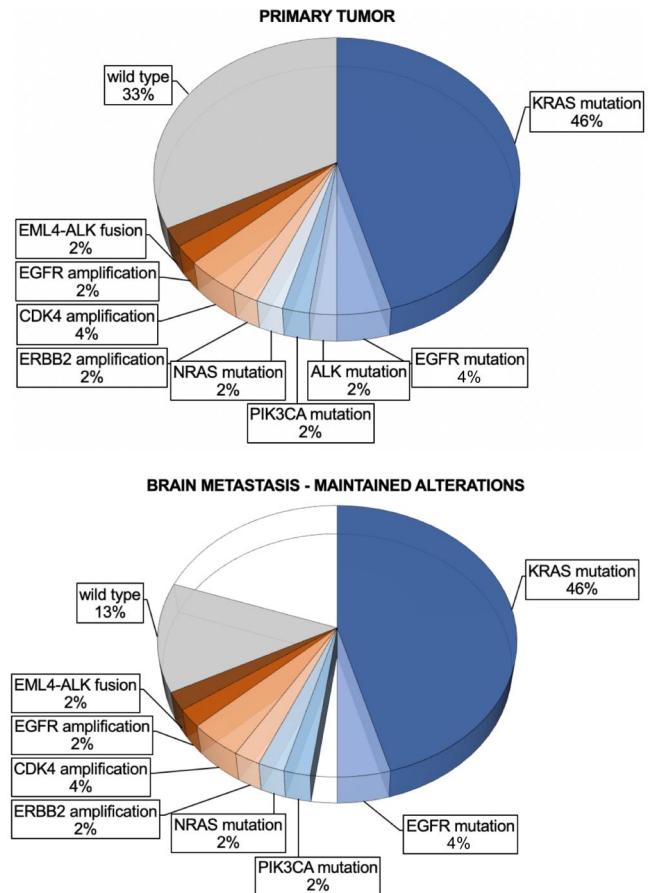 PRIMARY TUMOR
wild type
33%
KRAS mutation
46%
EML4-ALK fusion
2%
EGFR amplification
2%
CDK4 amplification
4%
ERBB2 amplification
2%
NRAS mutation
2%
PIK3CA mutation
2%
ALK mutation
2%
EGFR mutation
4%
BRAIN METASTASIS - MAINTAINED ALTERATIONS
wild type
13%
KRAS mutation
46%
EML4-ALK fusion
2%
EGFR amplification
2%
CDK4 amplification
4%
ERBB2 amplification
2%
NRAS mutation
2%
PIK3CA mutation
2%
EGFR mutation
4%